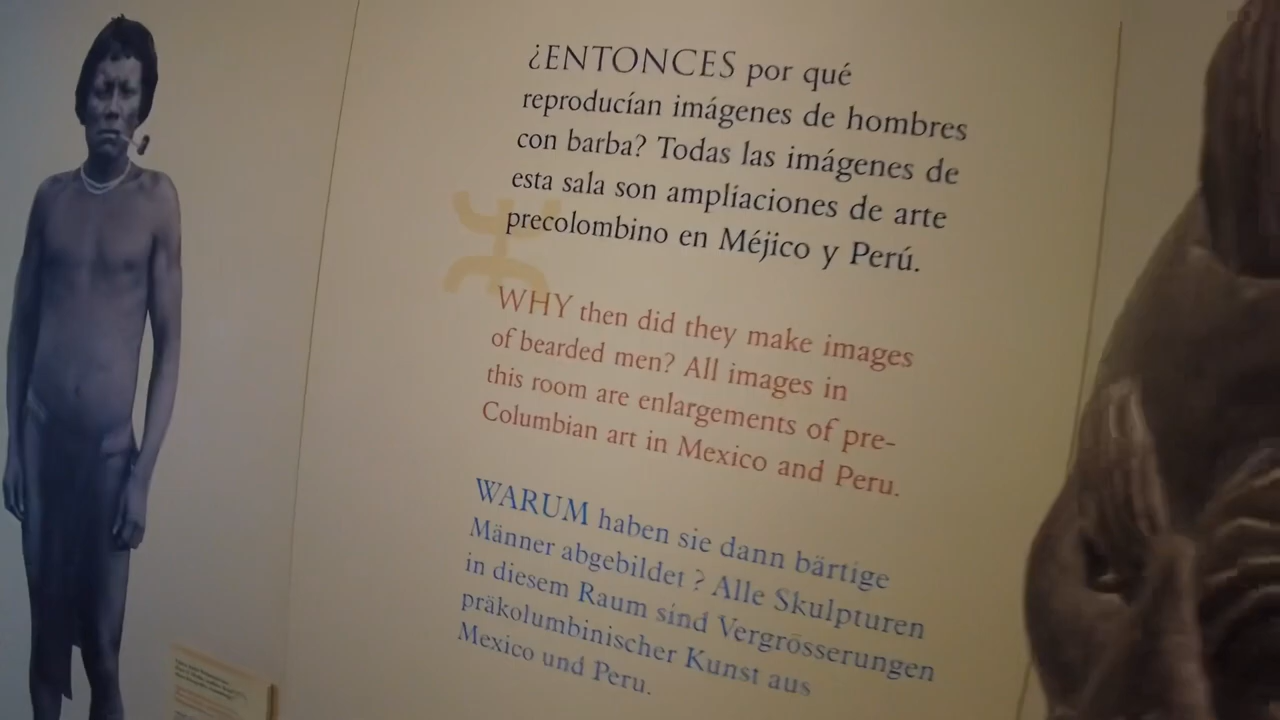 ¿ENTONCES por qué
reproducían imágenes de hombres
con barba? Todas las imágenes de
esta sala son ampliaciones de arte
precolombino en Méjico y Perú.
WHY then did they make images
of bearded men? All images in
this room are enlargements of pre-
Columbian art in Mexico and Peru.
WARUM haben sie dann bärtige
Männer abgebildet ? Alle Skulpturen
in diesem Raum sind Vergrösserungen
präkolumbinischer Kunst aus
Mexico und Peru.